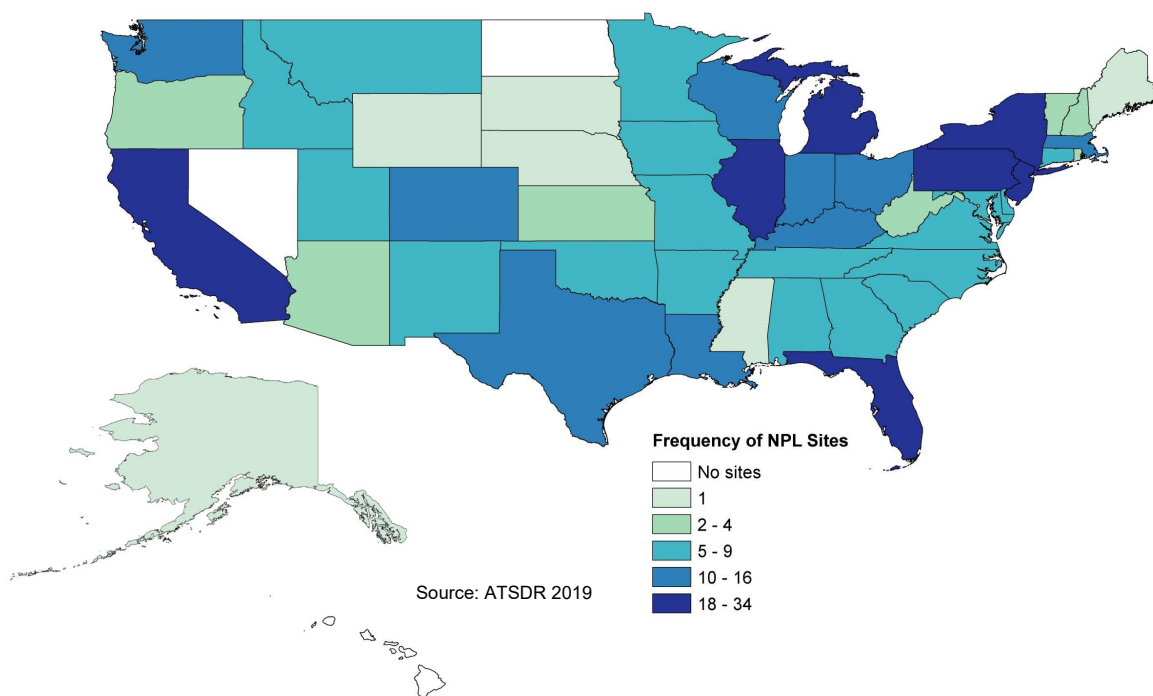 Frequency of NPL Sites
No sites
1
2 - 4
5 - 9
10 - 16
18 - 34
Source: ATSDR 2019